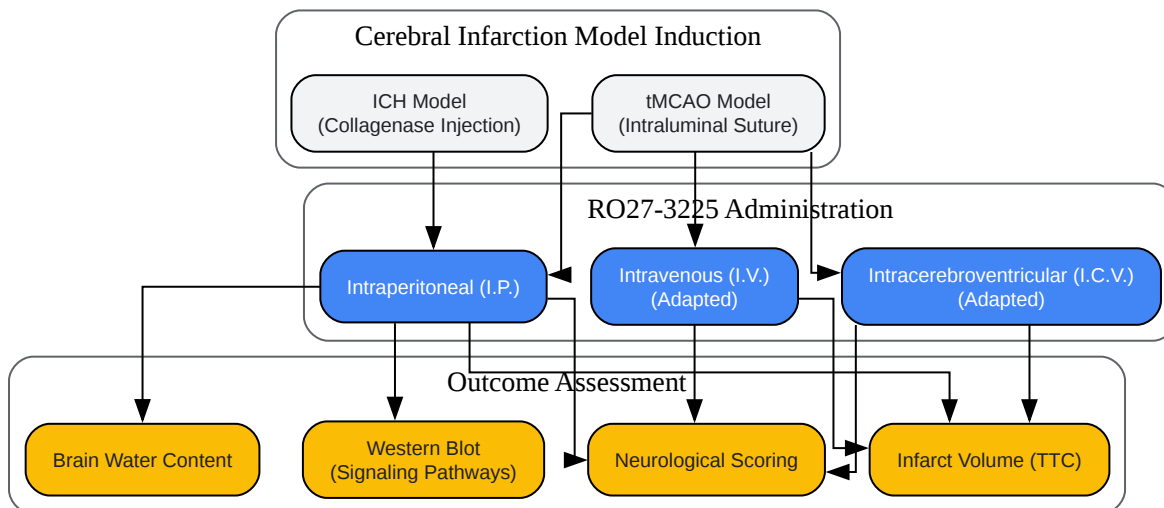 Cerebral Infarction Model Induction
ICH Model
(Collagenase Injection)
tMCAO Model
(Intraluminal Suture)
RO27-3225 Administration
Intraperitoneal (I.P.)
Intravenous (I.V.)
(Adapted)
Intracerebroventricular (I.C.V.)
(Adapted)
Outcome Assessment
Brain Water Content
Western Blot
(Signaling Pathways)
Neurological Scoring
Infarct Volume (TTC)